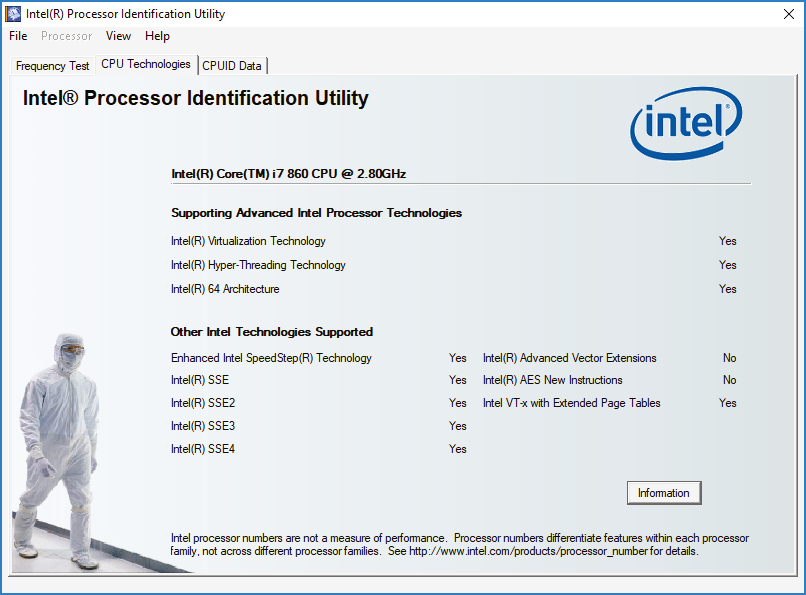 Intel(R) Processor Identification Utility
File Processor View Help
Frequency Test CPU Technologies CPUID Data
Intel® Processor Identification Utility
intel®
Intel(R) Core(TM) i7 860 CPU @ 2.80GHz
Supporting Advanced Intel Processor Technologies
Intel(R) Virtualization Technology Yes
Intel(R) Hyper-Threading Technology Yes
Intel(R) 64 Architecture Yes
Other Intel Technologies Supported
Enhanced Intel SpeedStep(R) Technology Yes Intel(R) Advanced Vector Extensions No
Intel(R) SSE Yes Intel(R) AES New Instructions No
Intel(R) SSE2 Yes Intel VT-x with Extended Page Tables Yes
Intel(R) SSE3 Yes
Intel(R) SSE4 Yes
Information
Intel processor numbers are not a measure of performance. Processor numbers differentiate features within each processor
family, not across different processor families. See http://www.intel.com/products/processor_number for details.